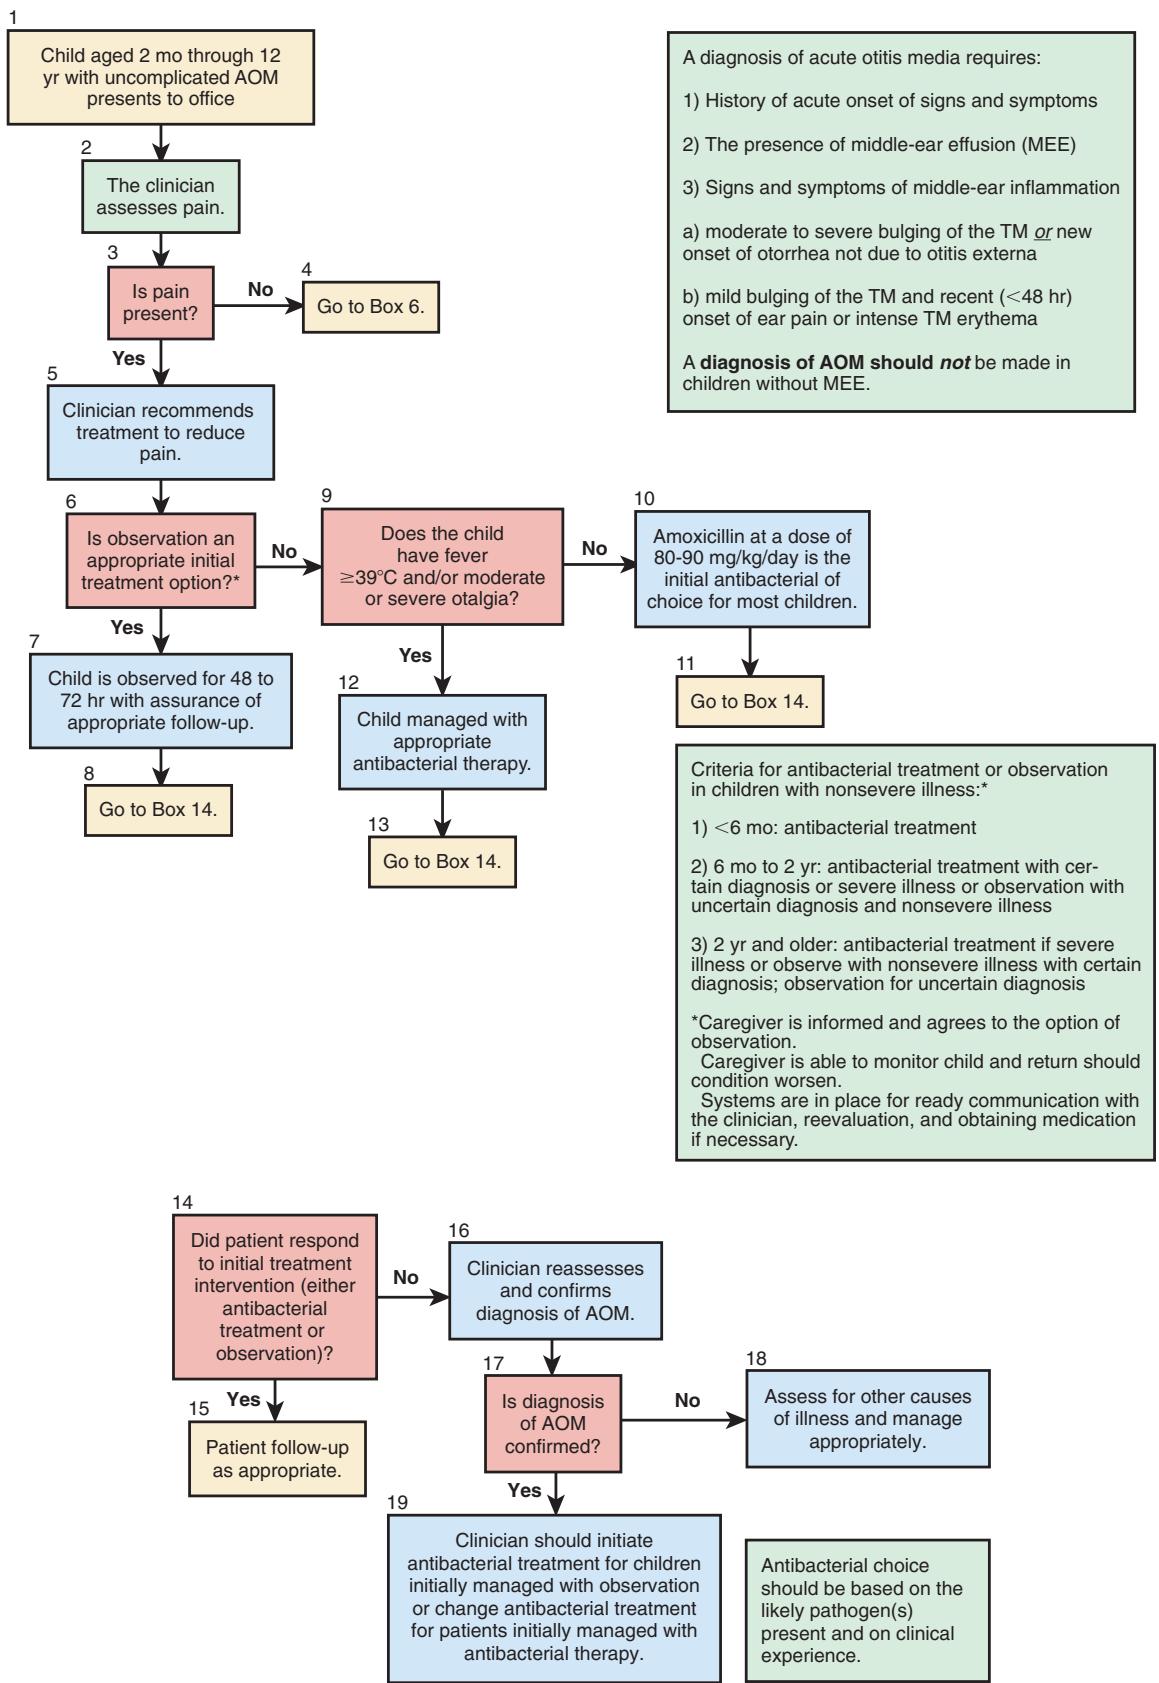 1
Child aged 2 mo through 12
yr with uncomplicated AOM
presents to office
2
The clinician
assesses pain.
3
Is pain
present?
No
4
Go to Box 6.
Yes
5
Clinician recommends
treatment to reduce
pain.
6
Is observation an
appropriate initial
treatment option?*
No
Yes
7
Child is observed for 48 to
72 hr with assurance of
appropriate follow-up.
8
Go to Box 14.
9
Does the child
have fever
≥39°C and/or moderate
or severe otalgia?
No
Yes
10
Amoxicillin at a dose of
80-90 mg/kg/day is the
initial antibacterial of
choice for most children.
11
Go to Box 14.
12
Child managed with
appropriate
antibacterial therapy.
13
Go to Box 14.
A diagnosis of acute otitis media requires:
1) History of acute onset of signs and symptoms
2) The presence of middle-ear effusion (MEE)
3) Signs and symptoms of middle-ear inflammation
a) moderate to severe bulging of the TM or new
onset of otorrhea not due to otitis externa
b) mild bulging of the TM and recent (<48 hr)
onset of ear pain or intense TM erythema
A diagnosis of AOM should not be made in
children without MEE.
Criteria for antibacterial treatment or observation
in children with nonsevere illness:*
1) <6 mo: antibacterial treatment
2) 6 mo to 2 yr: antibacterial treatment with cer-
tain diagnosis or severe illness or observation with
uncertain diagnosis and nonsevere illness
3) 2 yr and older: antibacterial treatment if severe
illness or observe with nonsevere illness with certain
diagnosis; observation for uncertain diagnosis
*Caregiver is informed and agrees to the option of
observation.
Caregiver is able to monitor child and return should
condition worsen.
Systems are in place for ready communication with
the clinician, reevaluation, and obtaining medication
if necessary.
14
Did patient respond
to initial treatment
intervention (either
antibacterial
treatment or
observation)?
No
Yes
15
Patient follow-up
as appropriate.
16
Clinician reassesses
and confirms
diagnosis of AOM.
17
Is diagnosis
of AOM
confirmed?
No
18
Assess for other causes
of illness and manage
appropriately.
Yes
19
Clinician should initiate
antibacterial treatment for children
initially managed with observation
or change antibacterial treatment
for patients initially managed with
antibacterial therapy.
Antibacterial choice
should be based on the
likely pathogen(s)
present and on clinical
experience.